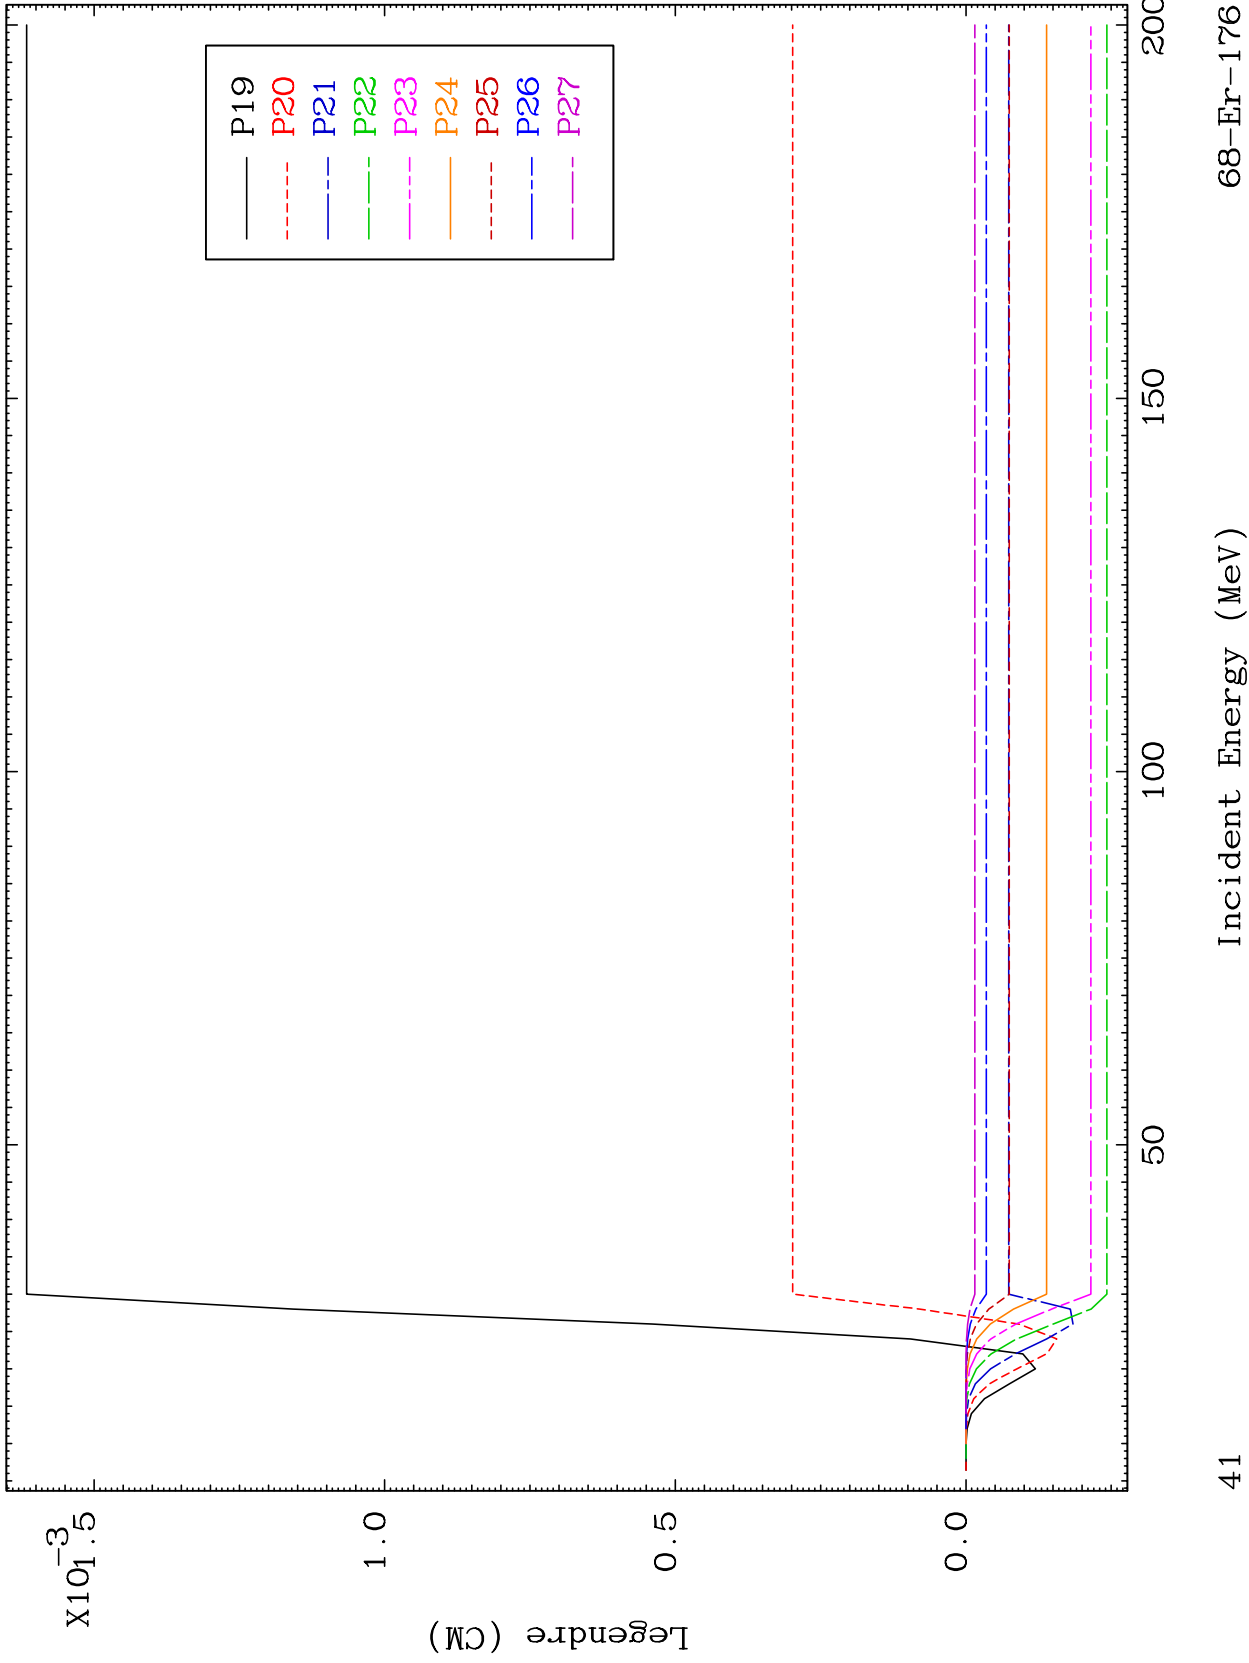 X10-3
1.5
1.0
0.5
0.0
Legendre (CM)
P19
P20
P21
P22
P23
P24
P25
P26
P27
50
100
150
200
Incident Energy (MeV)
41
68-Er-176